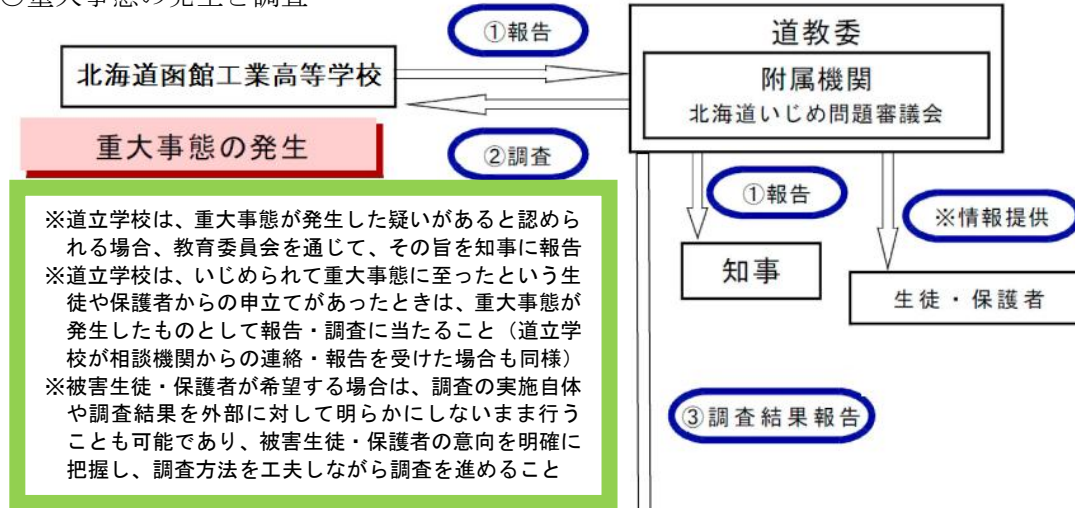 ○重大事態の発生と調査
①報告
道教委
北海道函館工業高等学校
附属機関
北海道いじめ問題審議会
重大事態の発生
②調査
①報告
※情報提供
知事
生徒・保護者
※道立学校は、重大事態が発生した疑いがあると認めら
れる場合、教育委員会を通じて、その旨を知事に報告
※道立学校は、いじめられて重大事態に至ったという生
徒や保護者からの申立てがあったときは、重大事態が
発生したものとして報告・調査に当たること（道立学
校が相談機関からの連絡・報告を受けた場合も同様）
※被害生徒・保護者が希望する場合は、調査の実施自体
や調査結果を外部に対して明らかにしないまま行う
ことも可能であり、被害生徒・保護者の意向を明確に
把握し、調査方法を工夫しながら調査を進めること
③調査結果報告